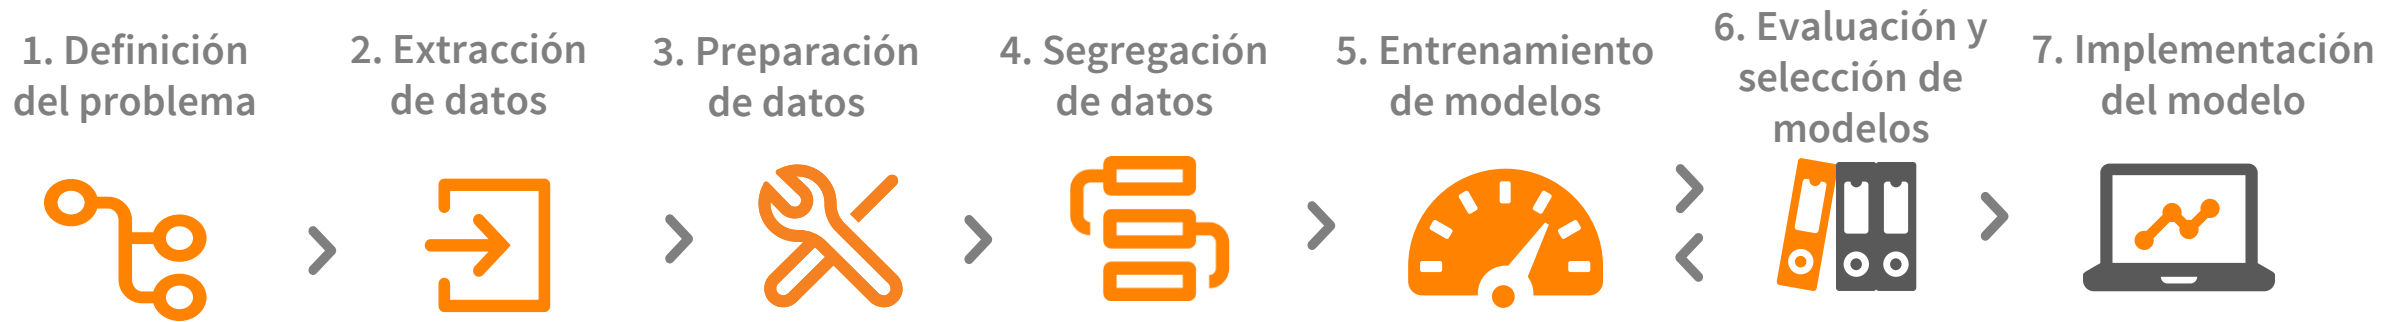 1. Definición
del problema
2. Extracción
de datos
3. Preparación
de datos
4. Segregación
de datos
5. Entrenamiento
de modelos
6. Evaluación y
selección de
modelos
7. Implementación
del modelo